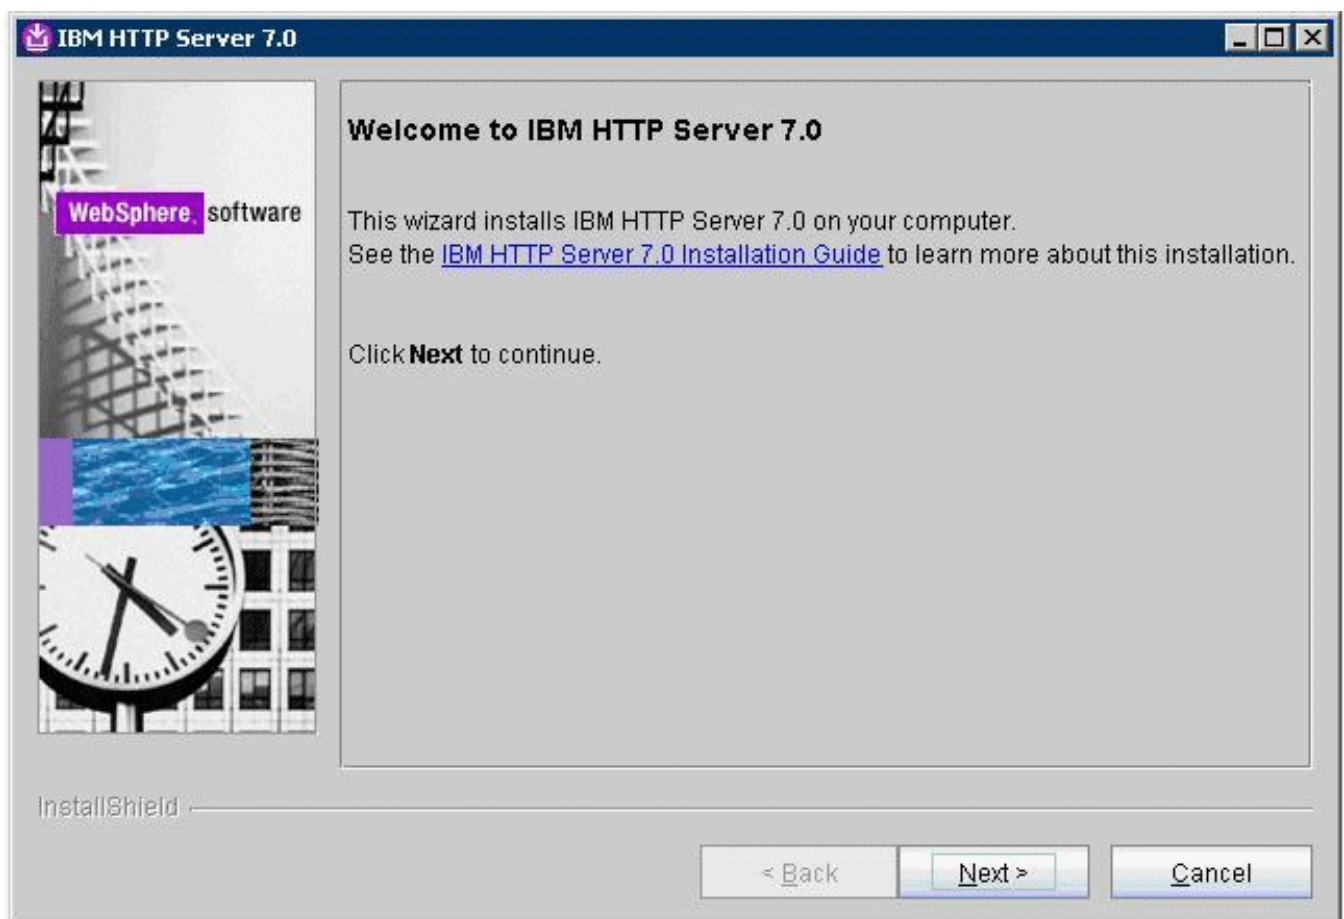 IBM HTTP Server 7.0
WebSphere. software
Welcome to IBM HTTP Server 7.0
This wizard installs IBM HTTP Server 7.0 on your computer.
See the IBM HTTP Server 7.0 Installation Guide to learn more about this installation.
Click Next to continue.
InstallShield
< Back
Next >
Cancel